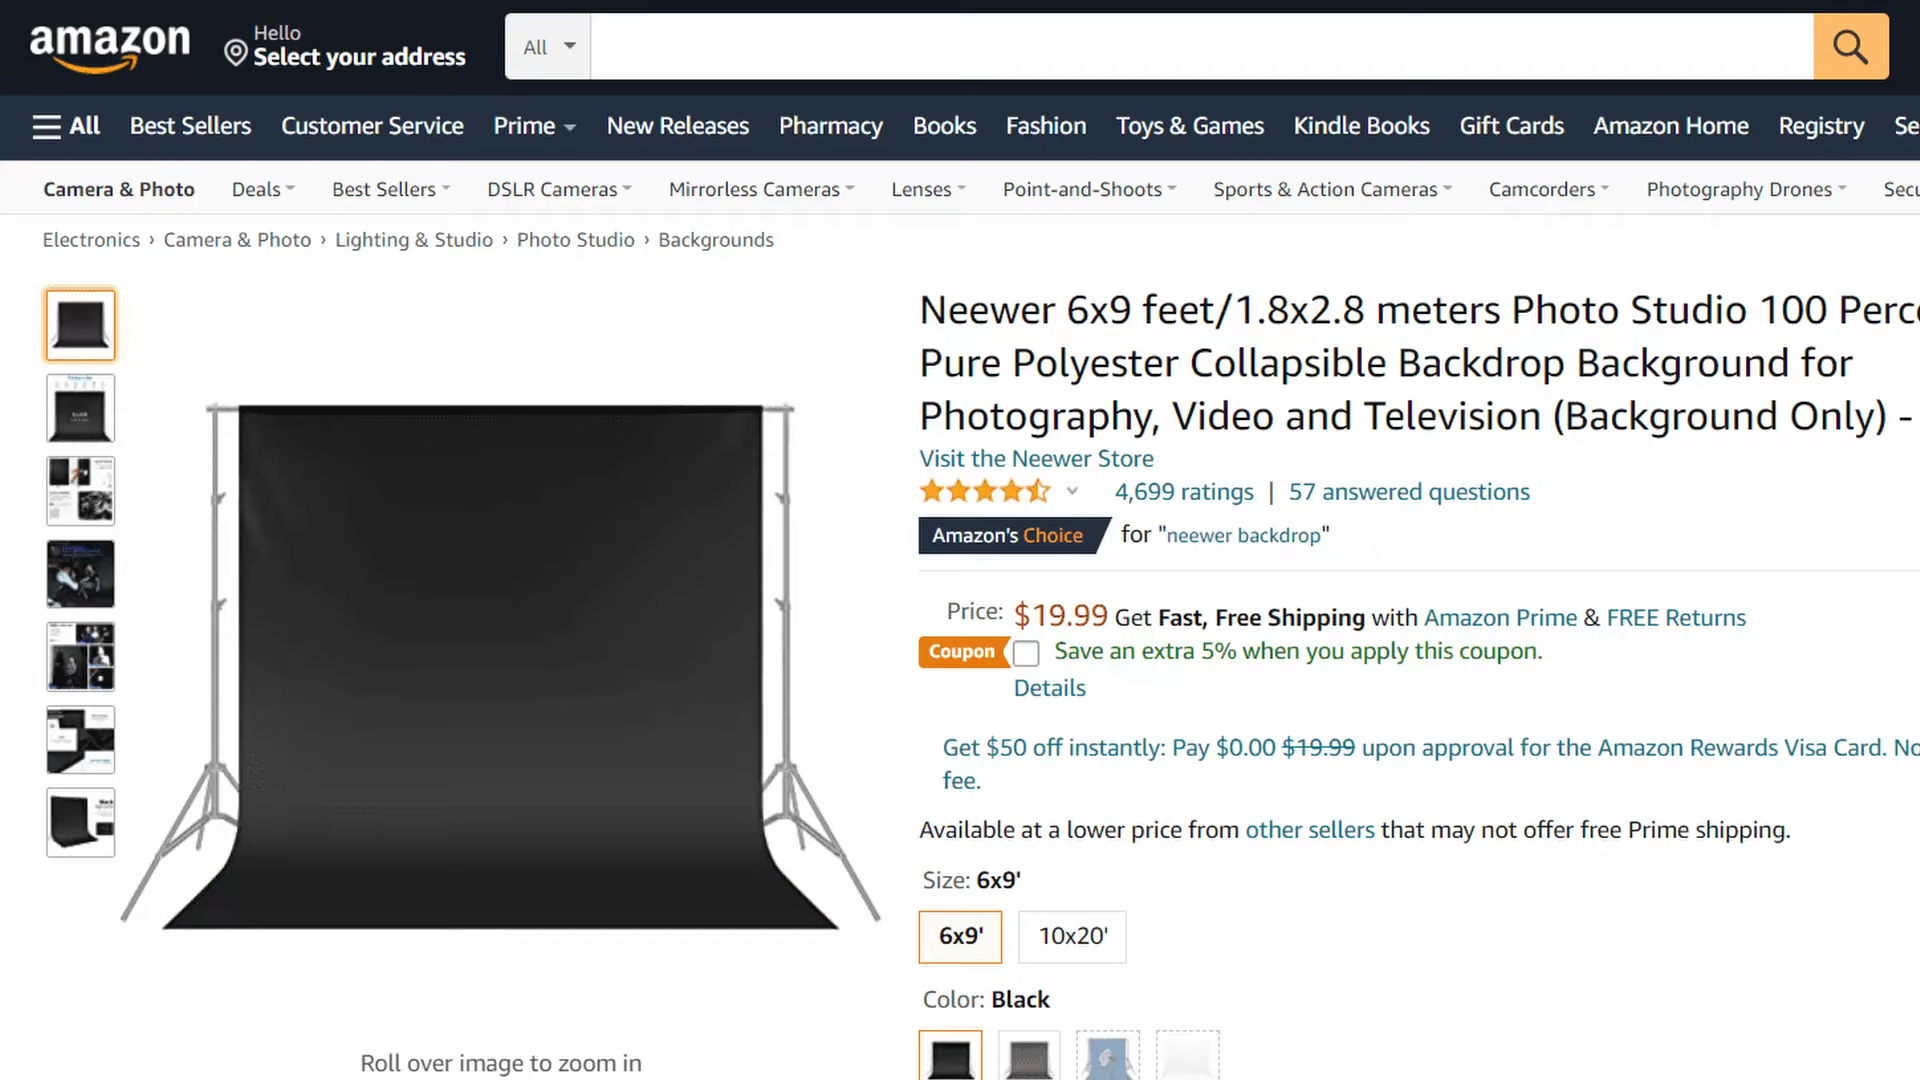 amazon
Hello
Select your address
All
All
Best Sellers
Customer Service
Prime
New Releases
Pharmacy
Books
Fashion
Toys & Games
Kindle Books
Gift Cards
Amazon Home
Registry
Se
Camera & Photo
Deals
Best Sellers
DSLR Cameras
Mirrorless Cameras
Lenses
Point-and-Shoots
Sports & Action Cameras
Camcorders
Photography Drones
Secu
Electronics › Camera & Photo › Lighting & Studio › Photo Studio › Backgrounds
Neewer 6x9 feet/1.8x2.8 meters Photo Studio 100 Perce
Pure Polyester Collapsible Backdrop Background for
Photography, Video and Television (Background Only) -
Visit the Neewer Store
4,699 ratings | 57 answered questions
Amazon's Choice for "neewer backdrop"
Price: $19.99 Get Fast, Free Shipping with Amazon Prime & FREE Returns
Coupon Save an extra 5% when you apply this coupon.
Details
Get $50 off instantly: Pay $0.00 $19.99 upon approval for the Amazon Rewards Visa Card. No
fee.
Available at a lower price from other sellers that may not offer free Prime shipping.
Size: 6x9'
6x9'
10x20'
Color: Black
Roll over image to zoom in